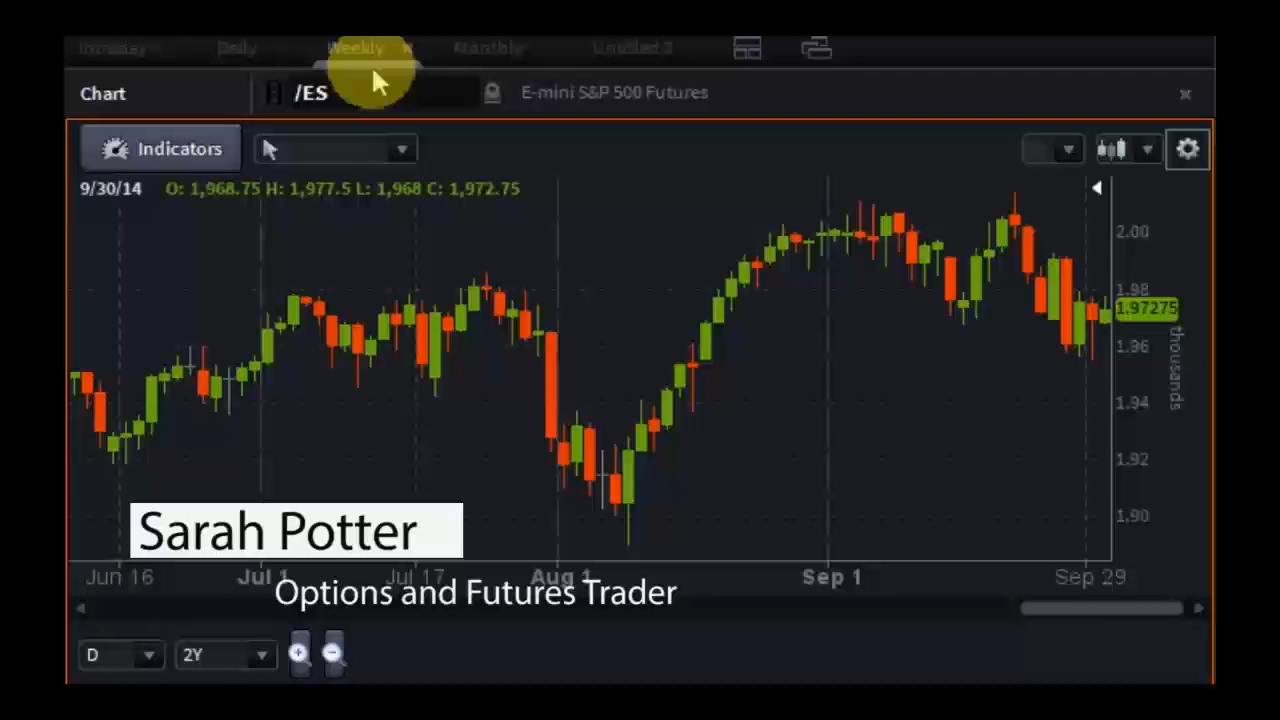 Intraday Daily Weekly × Monthly Untitled 2
Chart /ES E-mini S&P 500 Futures ×
Indicators
9/30/14 O: 1,968.75 H: 1,977.5 L: 1,968 C: 1,972.75
2.00
1.98
1.97275
1.96
1.94
1.92
1.90
thousands
Sarah Potter
Jun 16 Jul 1 Jul 17 Aug 1 Sep 1 Sep 29
Options and Futures Trader
D 2Y